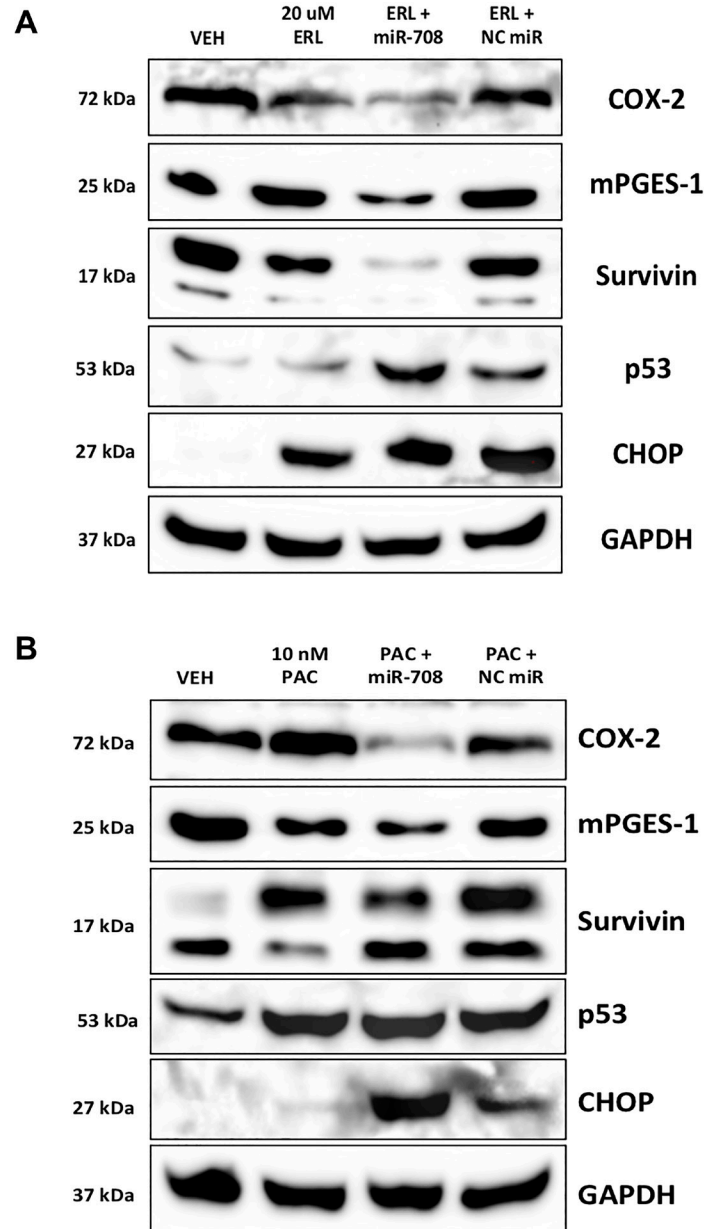 A
VEH
20 uM
ERL
ERL +
miR-708
ERL +
NC miR
72 kDa
COX-2
25 kDa
mPGES-1
17 kDa
Survivin
53 kDa
p53
27 kDa
CHOP
37 kDa
GAPDH
B
VEH
10 nM
PAC
PAC +
miR-708
PAC +
NC miR
72 kDa
COX-2
25 kDa
mPGES-1
17 kDa
Survivin
53 kDa
p53
27 kDa
CHOP
37 kDa
GAPDH